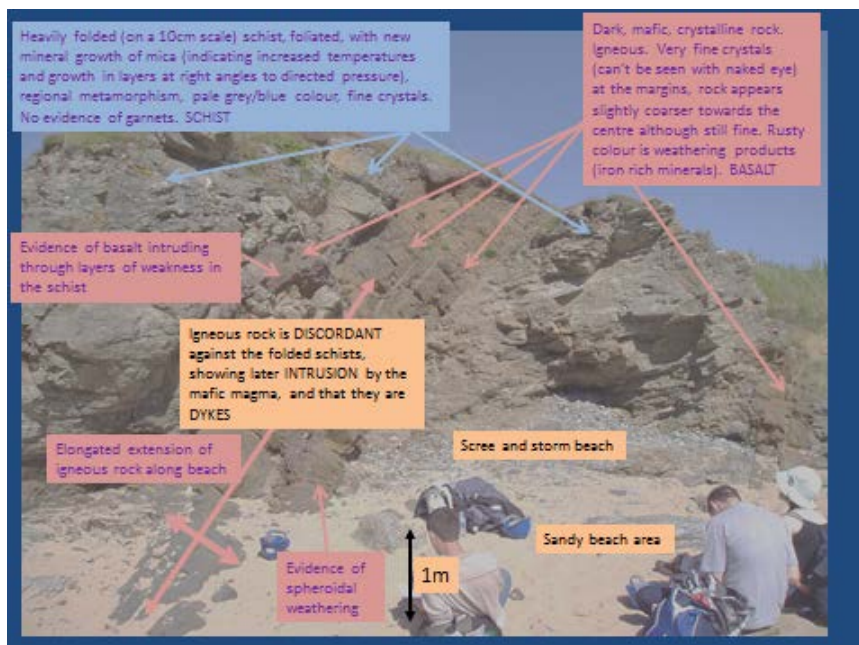 Heavily folded (on a 10cm scale) schist, foliated, with new
mineral growth of mica (indicating increased temperatures
and growth in layers at right angles to directed pressure),
regional metamorphism, pale grey/blue colour, fine crystals.
No evidence of garnets. SCHIST
Dark, mafic, crystalline rock.
Igneous. Very fine crystals
(can't be seen with naked eye)
at the margins, rock appears
slightly coarser towards the
centre although still fine. Rusty
colour is weathering products
(iron rich minerals). BASALT
Evidence of basalt intruding
through layers of weakness in
the schist
Igneous rock is DISCORDANT
against the folded schists,
showing later INTRUSION by the
mafic magma, and that they are
DYKES
Elongated extension of
igneous rock along beach
Scree and storm beach
Sandy beach area
Evidence of
spheroidal
weathering
1m